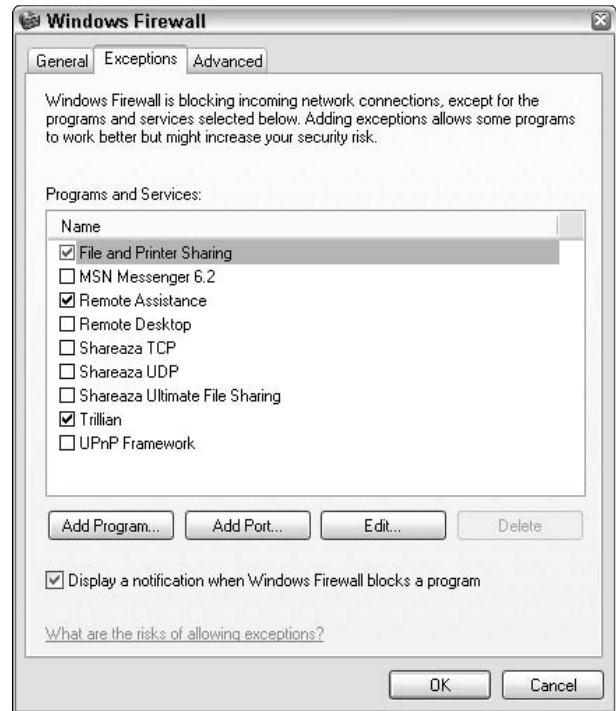 Windows Firewall
General Exceptions Advanced
Windows Firewall is blocking incoming network connections, except for the
programs and services selected below. Adding exceptions allows some programs
to work better but might increase your security risk.
Programs and Services:
Name
File and Printer Sharing
MSN Messenger 6.2
Remote Assistance
Remote Desktop
Shareaza TCP
Shareaza UDP
Shareaza Ultimate File Sharing
Trillian
UPnP Framework
Add Program... Add Port... Edit... Delete
Display a notification when Windows Firewall blocks a program
What are the risks of allowing exceptions?
OK Cancel